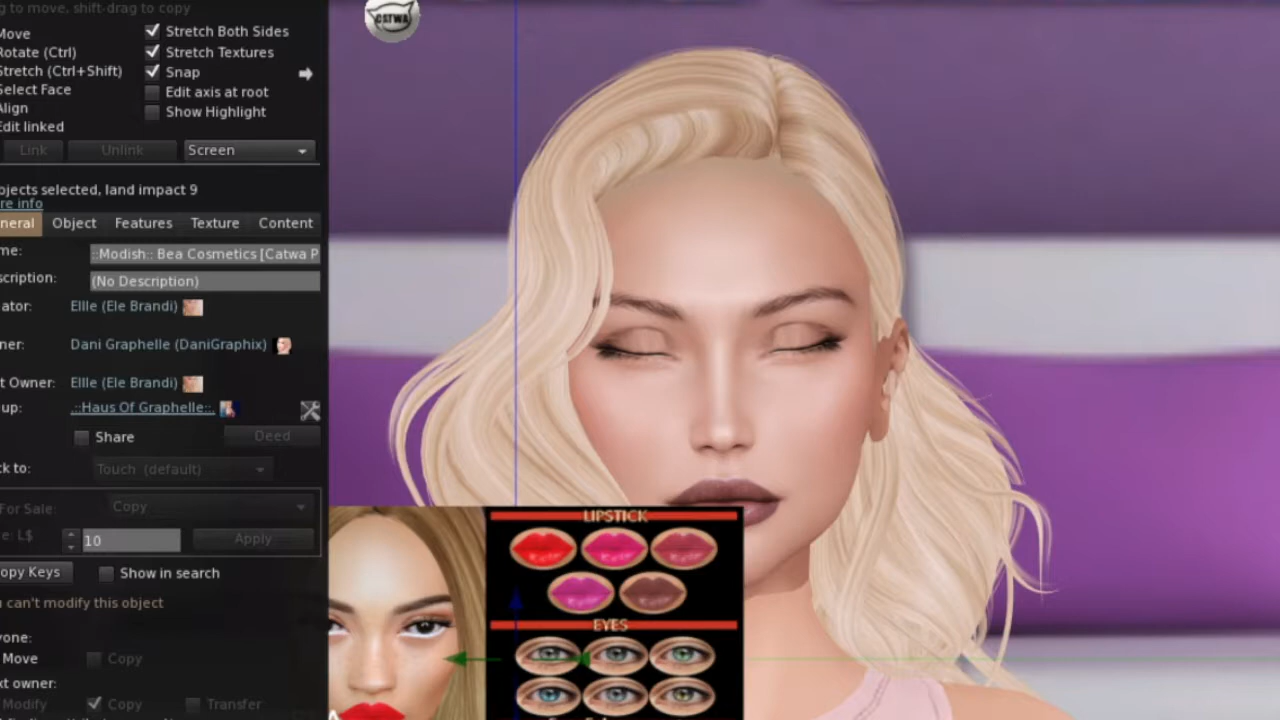 g to move, shift-drag to copy
Move
Rotate (Ctrl)
Stretch (Ctrl+Shift)
Select Face
Align
Edit linked
Stretch Both Sides
Stretch Textures
Snap
Edit axis at root
Show Highlight
Link
Unlink
Screen
bjects selected, land impact 9
re info
neral
Object
Features
Texture
Content
me:
::Modish:: Bea Cosmetics [Catwa P
scription:
(No Description)
ator:
Ellle (Ele Brandi)
ner:
Dani Graphelle (DaniGraphix)
t Owner:
Ellle (Ele Brandi)
up:
.::Haus Of Graphelle::.
Share
Deed
ck to:
Touch (default)
For Sale:
Copy
e: L$
10
Apply
opy Keys
Show in search
u can't modify this object
yone:
Move
Copy
xt owner:
Modify
Copy
Transfer
CATWA
LIPSTICK
EYES